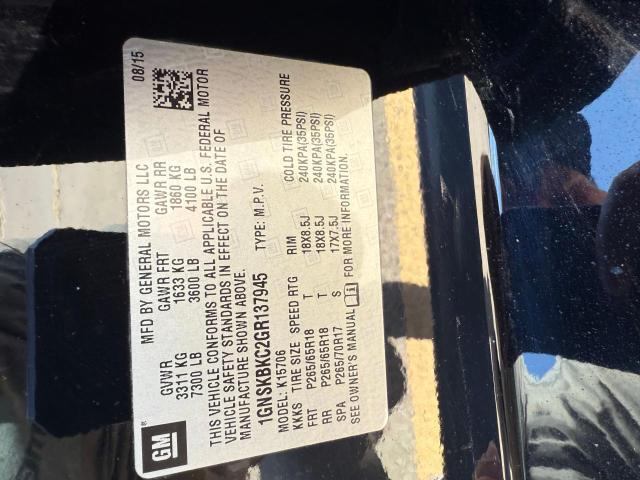 GM
MFD BY GENERAL MOTORS LLC
08/15
GVWR GAWR FRT GAWR RR
3311 KG 1633 KG 1860 KG
7300 LB 3600 LB 4100 LB
THIS VEHICLE CONFORMS TO ALL APPLICABLE U.S. FEDERAL MOTOR
VEHICLE SAFETY STANDARDS IN EFFECT ON THE DATE OF
MANUFACTURE SHOWN ABOVE.
1GNSKBKC2GR137945 TYPE: M.P.V.
MODEL: K15706
KKKS TIRE SIZE SPEED RTG RIM COLD TIRE PRESSURE
FRT P265/65R18 T 18X8.5J 240KPA(35PSI)
RR P265/65R18 T 18X8.5J 240KPA(35PSI)
SPA P265/70R17 S 17X7.5J 240KPA(35PSI)
SEE OWNER'S MANUAL FOR MORE INFORMATION.